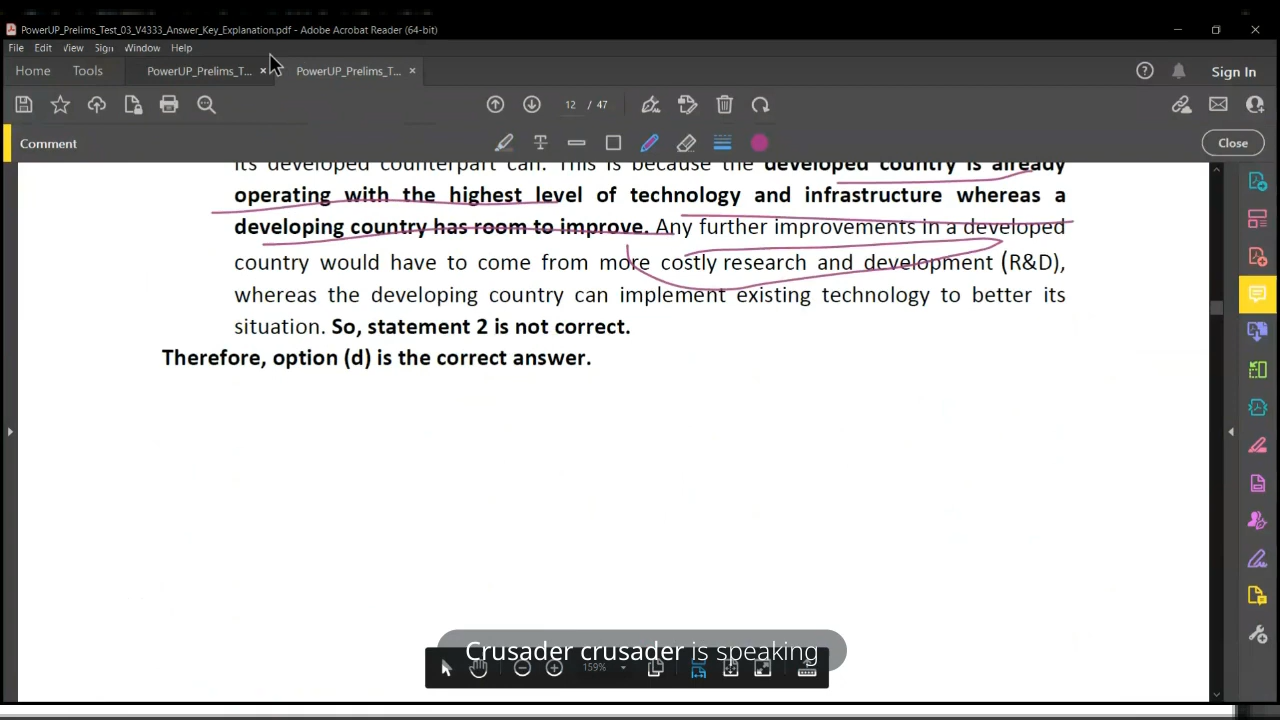 PowerUP_Prelims_Test_03_V4333_Answer_Key_Explanation.pdf - Adobe Acrobat Reader (64-bit)
File Edit View Sign Window Help
Home Tools PowerUP_Prelims_T... × PowerUP_Prelims_T... × Sign In
12 / 47
Comment Close
its developed counterpart can. This is because the developed country is already
operating with the highest level of technology and infrastructure whereas a
developing country has room to improve. Any further improvements in a developed
country would have to come from more costly research and development (R&D),
whereas the developing country can implement existing technology to better its
situation. So, statement 2 is not correct.
Therefore, option (d) is the correct answer.
Crusader crusader is speaking
159%